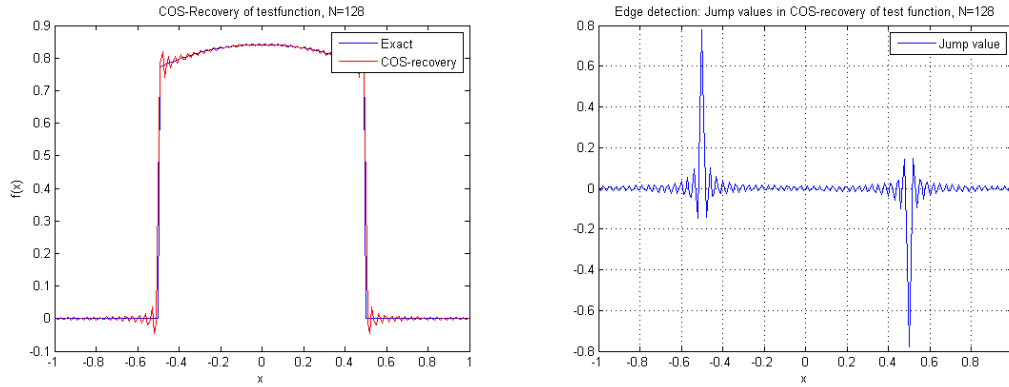 COS-Recovery of testfunction, N=128
0.9
0.8
0.7
0.6
0.5
0.4
0.3
0.2
0.1
0
-0.1
f(x)
Exact
COS-recovery
-1 -0.8 -0.6 -0.4 -0.2 0 0.2 0.4 0.6 0.8 1
x
Edge detection: Jump values in COS-recovery of test function, N=128
0.8
0.6
0.4
0.2
0
-0.2
-0.4
-0.6
-0.8
Jump value
-1 -0.8 -0.6 -0.4 -0.2 0 0.2 0.4 0.6 0.8
x